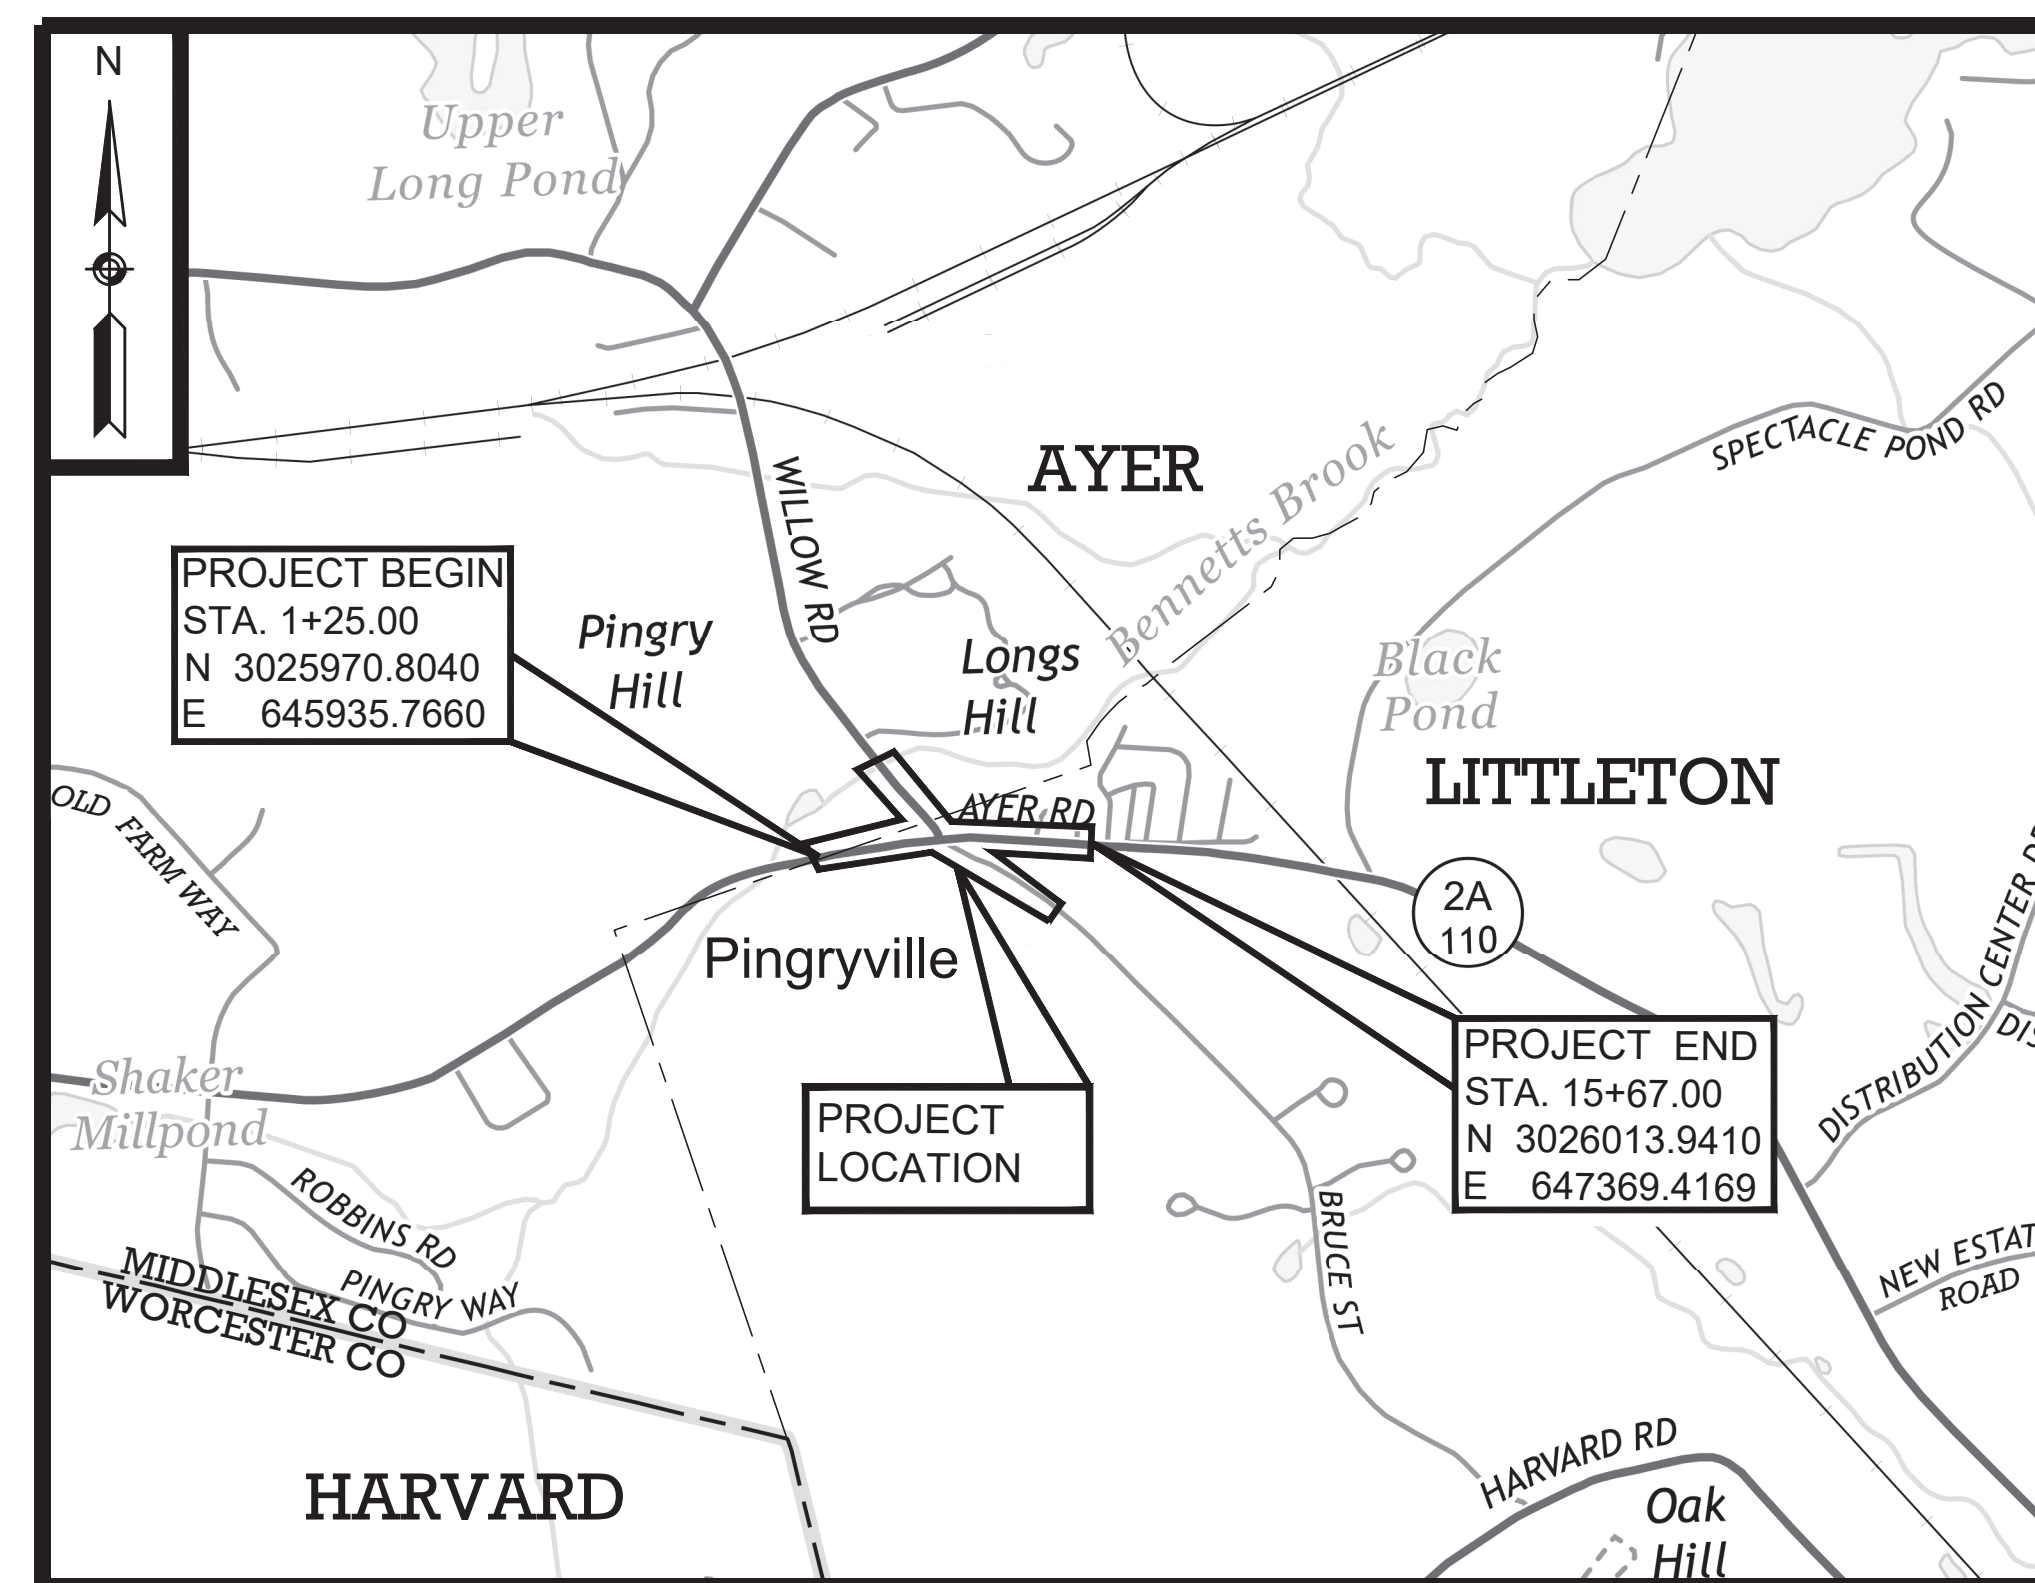 N
Upper
Long Pond
AYER
Bennetts Brook
SPECTACLE POND RD
WILLOW RD
PROJECT BEGIN
STA. 1+25.00
N 3025970.8040
E 645935.7660
Pingry
Hill
Longs
Hill
Black
Pond
LITTLETON
OLD FARM WAY
AYER RD
2A
110
Pingryville
DISTRIBUTION CENTER
PROJECT END
STA. 15+67.00
N 3026013.9410
E 647369.4169
Shaker
Millpond
PROJECT
LOCATION
ROBBINS RD
PINGRY WAY
BRUCE ST
MIDDLESEX CO
WORCESTER CO
NEW ESTAT
ROAD
HARVARD RD
HARVARD
Oak
Hill